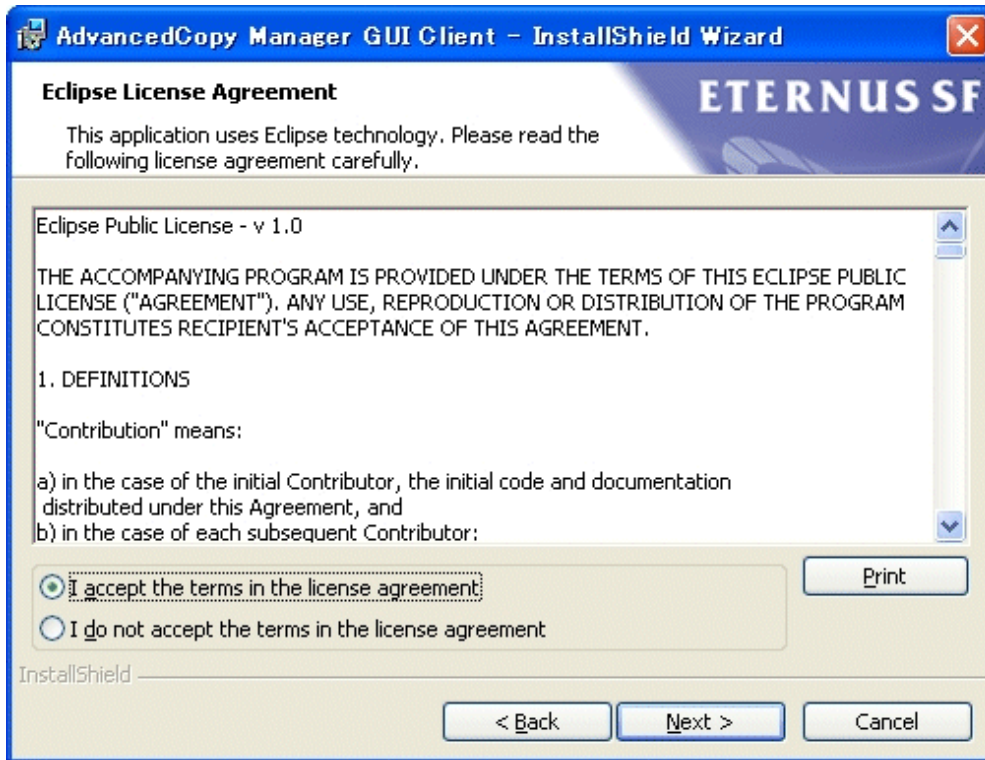 AdvancedCopy Manager GUI Client - InstallShield Wizard
Eclipse License Agreement
ETERNUS SF
This application uses Eclipse technology. Please read the
following license agreement carefully.
Eclipse Public License - v 1.0
THE ACCOMPANYING PROGRAM IS PROVIDED UNDER THE TERMS OF THIS ECLIPSE PUBLIC
LICENSE ("AGREEMENT"). ANY USE, REPRODUCTION OR DISTRIBUTION OF THE PROGRAM
CONSTITUTES RECIPIENT'S ACCEPTANCE OF THIS AGREEMENT.
1. DEFINITIONS
"Contribution" means:
a) in the case of the initial Contributor, the initial code and documentation
distributed under this Agreement, and
b) in the case of each subsequent Contributor:
I accept the terms in the license agreement
Print
I do not accept the terms in the license agreement
InstallShield
< Back
Next >
Cancel